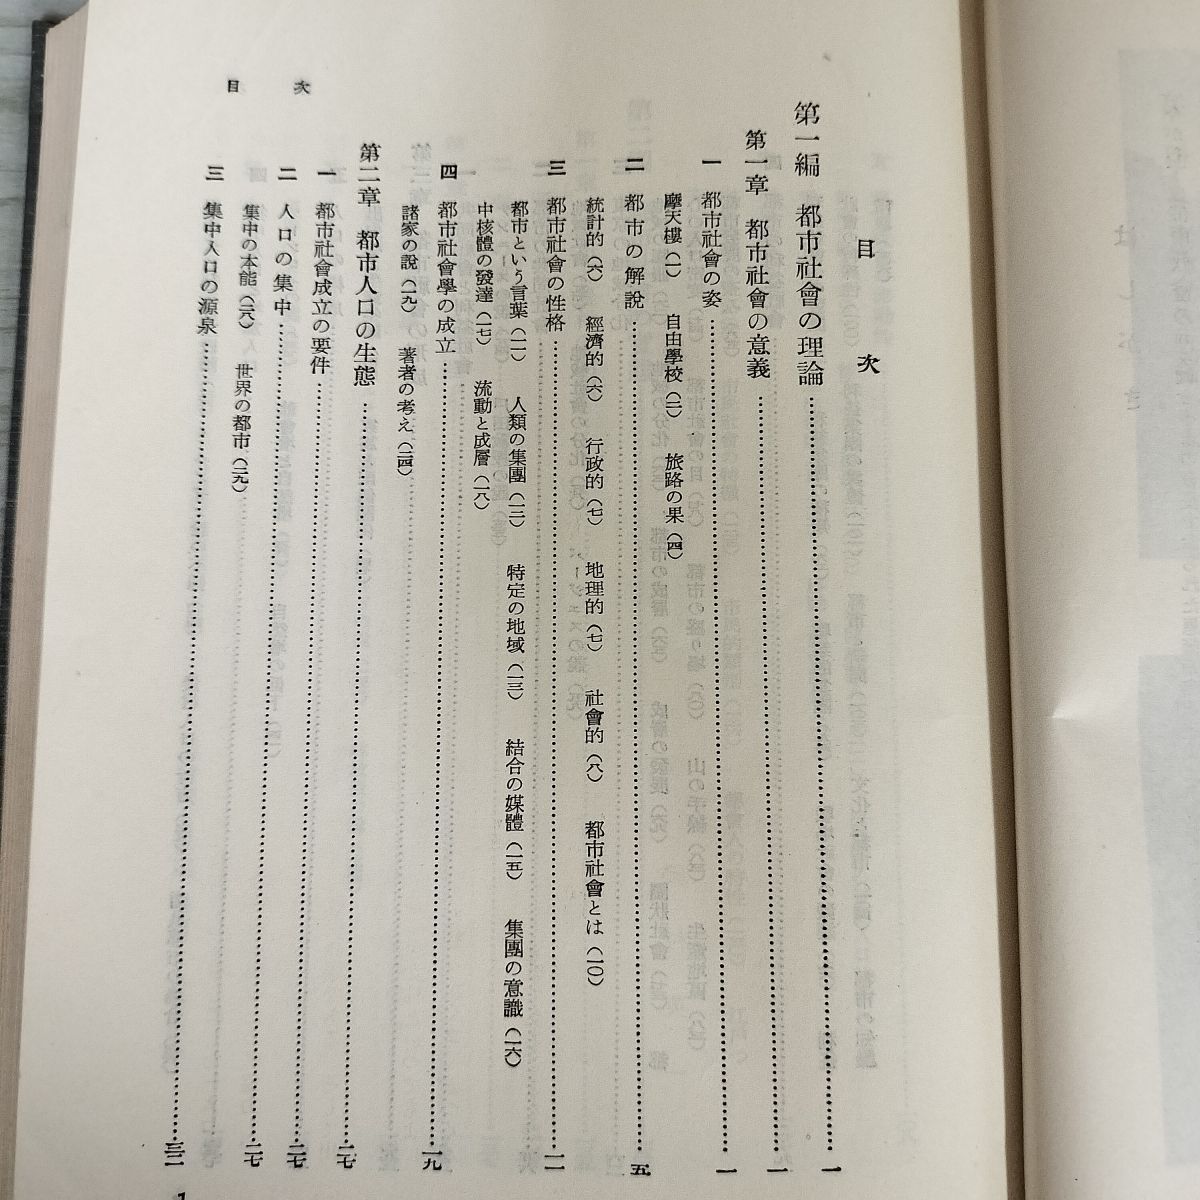 目次
目次
第一編 都市社會の理論……一
第一章 都市社會の意義……一
一 都市社會の姿……一
摩天樓(一) 自由學校(二) 旅路の果(四)
二 都市の解説……五
統計的(六) 經濟的(六) 行政的(七) 地理的(七) 社會的(八) 都市社會とは(一〇)
三 都市社會の性格……一一
都市という言葉(一一) 人類の集團(一二) 特定の地域(一三) 結合の媒體(一五) 集團の意識(一六)
中核體の發達(一七) 流動と成層(一八)
四 都市社會學の成立……一九
諸家の說(一九) 著者の考え(二四)
第二章 都市人口の生態……二七
一 都市社會成立の要件……二七
二 人口の集中……二七
集中の本能(二八) 世界の都市(二九)
三 集中人口の源泉……三二
1